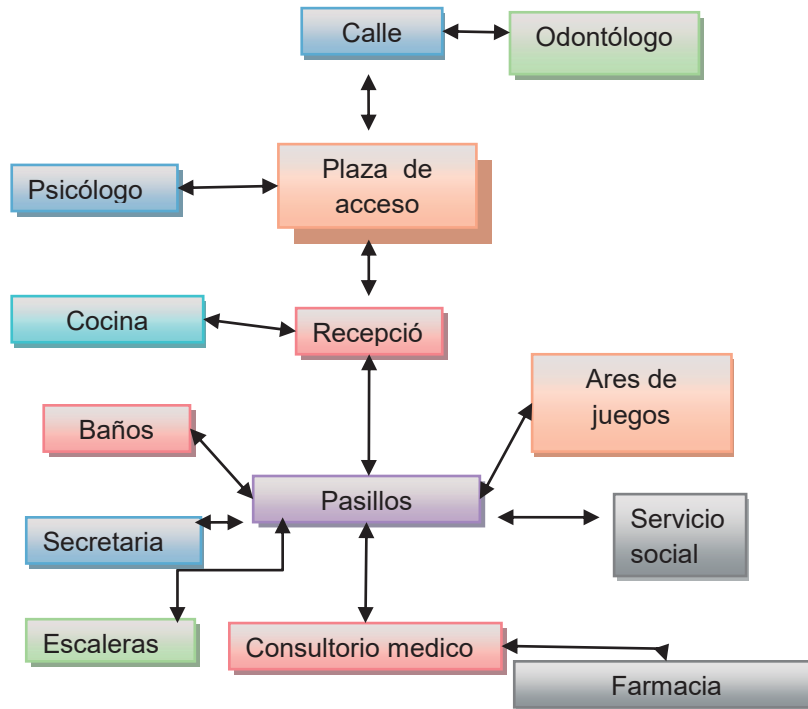 Calle
Odontólogo
Plaza de
acceso
Psicólogo
Cocina
Recepció
Ares de
juegos
Baños
Pasillos
Secretaria
Servicio
social
Escaleras
Consultorio medico
Farmacia